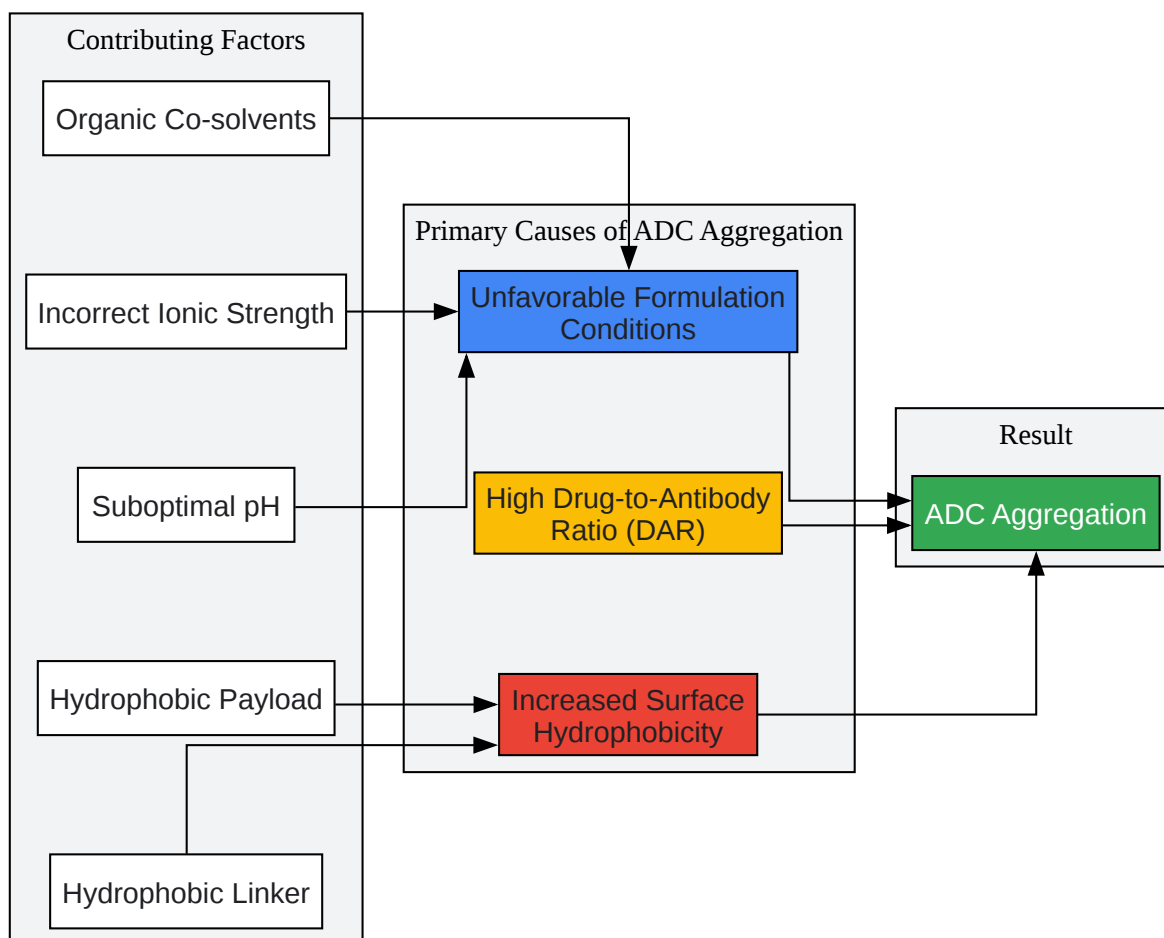 Contributing Factors
Organic Co-solvents
Incorrect Ionic Strength
Suboptimal pH
Hydrophobic Payload
Hydrophobic Linker
Primary Causes of ADC Aggregation
Unfavorable Formulation
Conditions
High Drug-to-Antibody
Ratio (DAR)
Increased Surface
Hydrophobicity
Result
ADC Aggregation